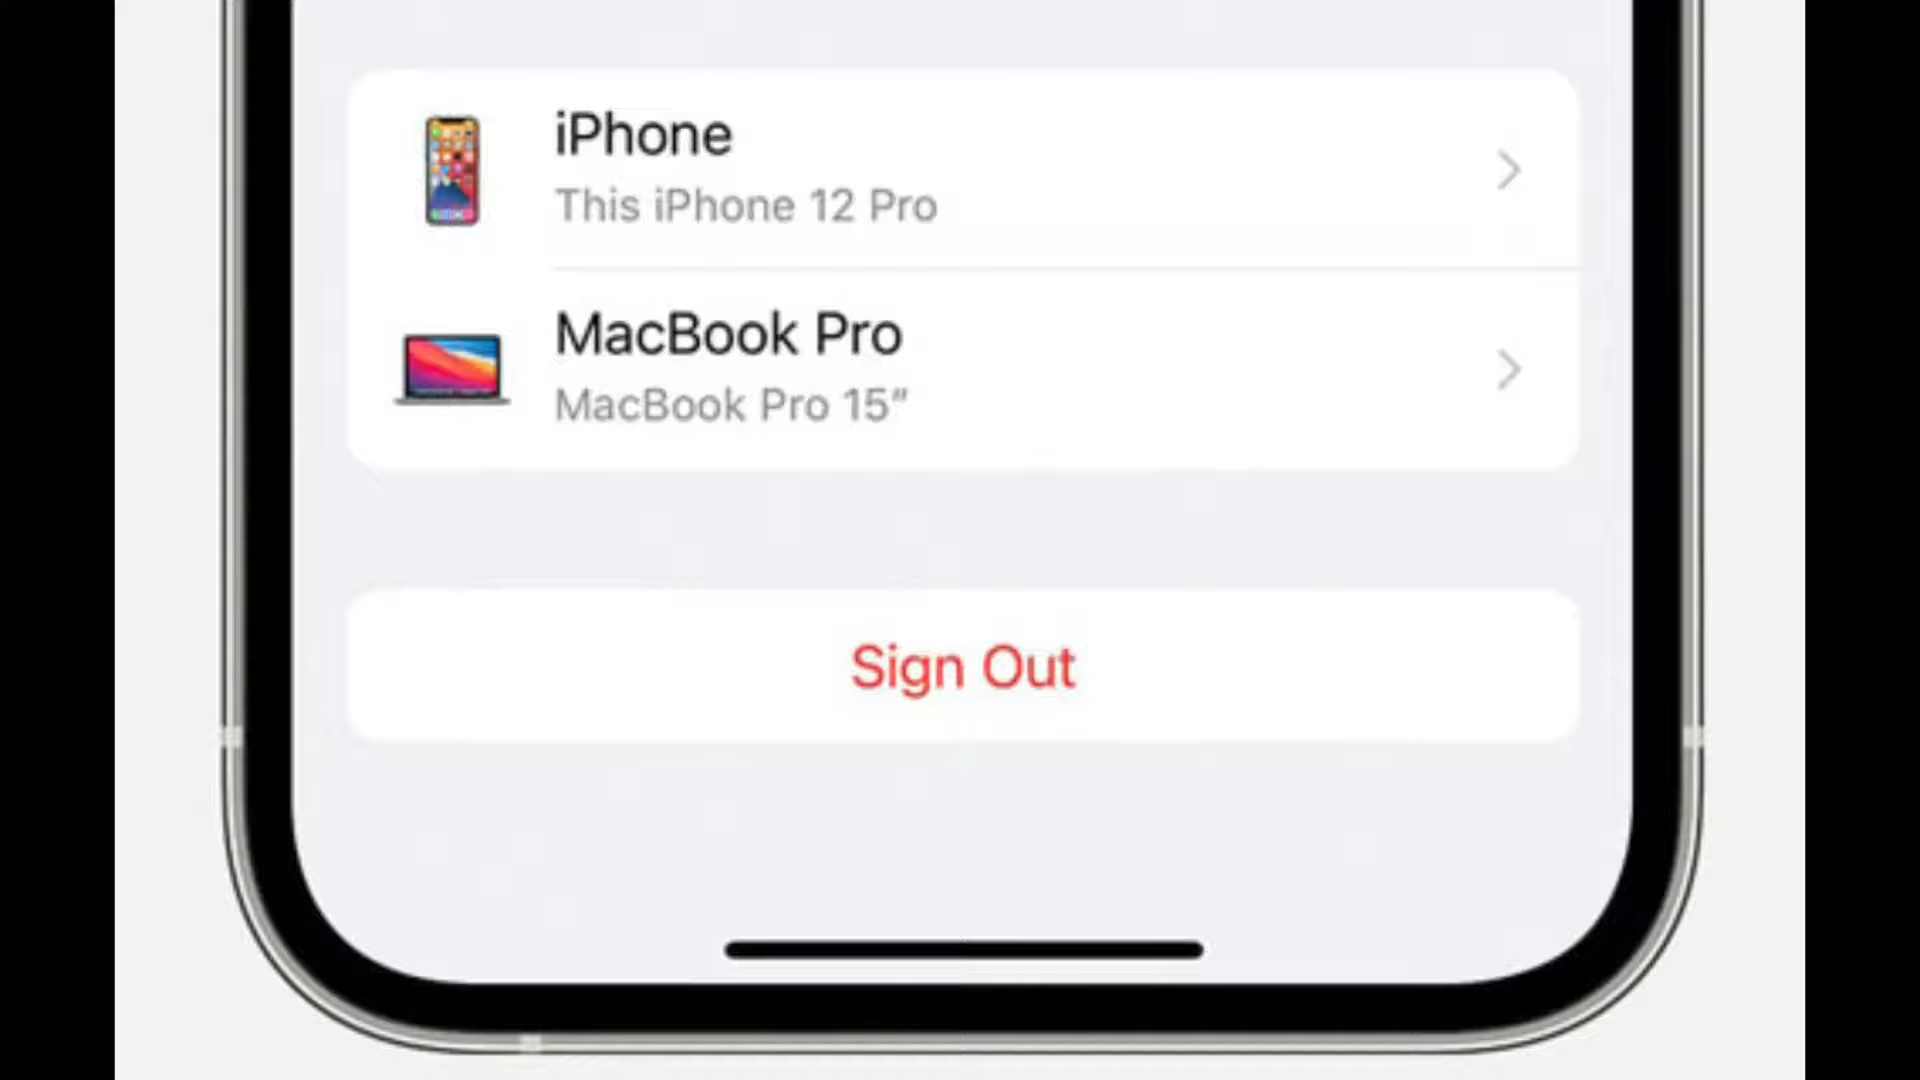 iPhone
This iPhone 12 Pro
MacBook Pro
MacBook Pro 15″
Sign Out